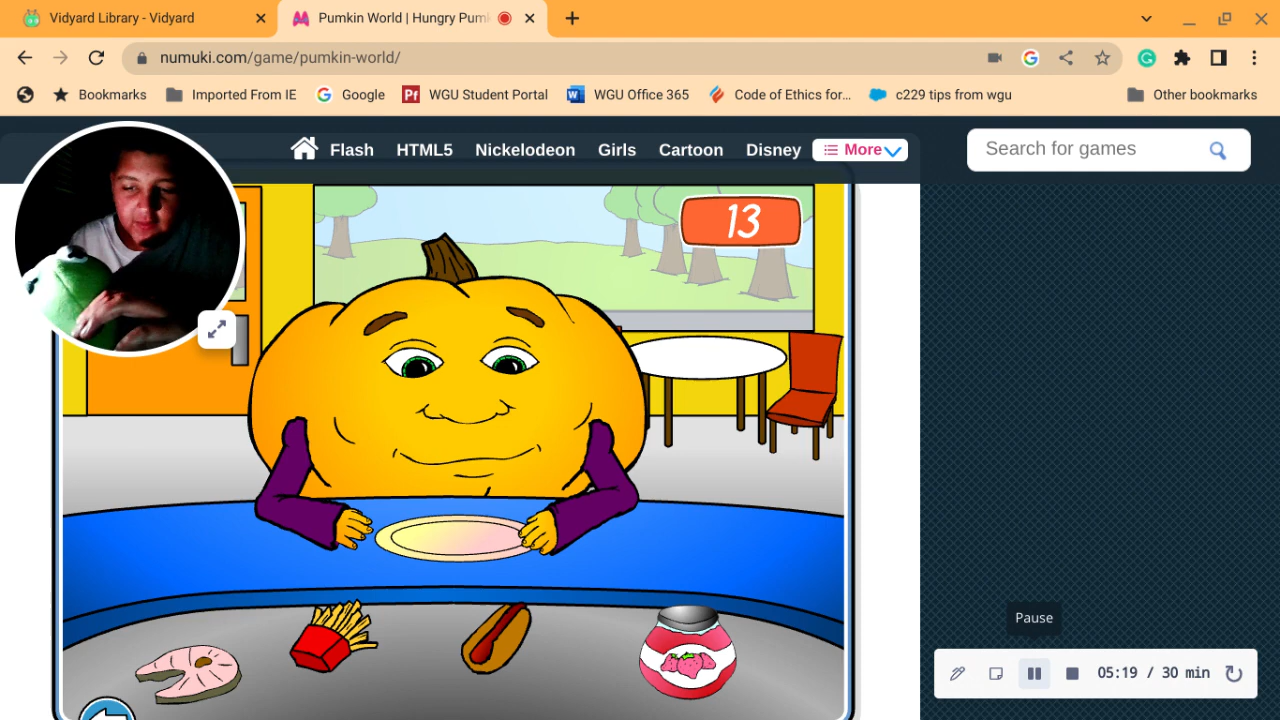 Vidyard Library - Vidyard
Pumkin World | Hungry Pum
numuki.com/game/pumkin-world/
Bookmarks Imported From IE Google WGU Student Portal WGU Office 365 Code of Ethics for... c229 tips from wgu Other bookmarks
Flash HTML5 Nickelodeon Girls Cartoon Disney More
Search for games
13
Pause
05:19 / 30 min